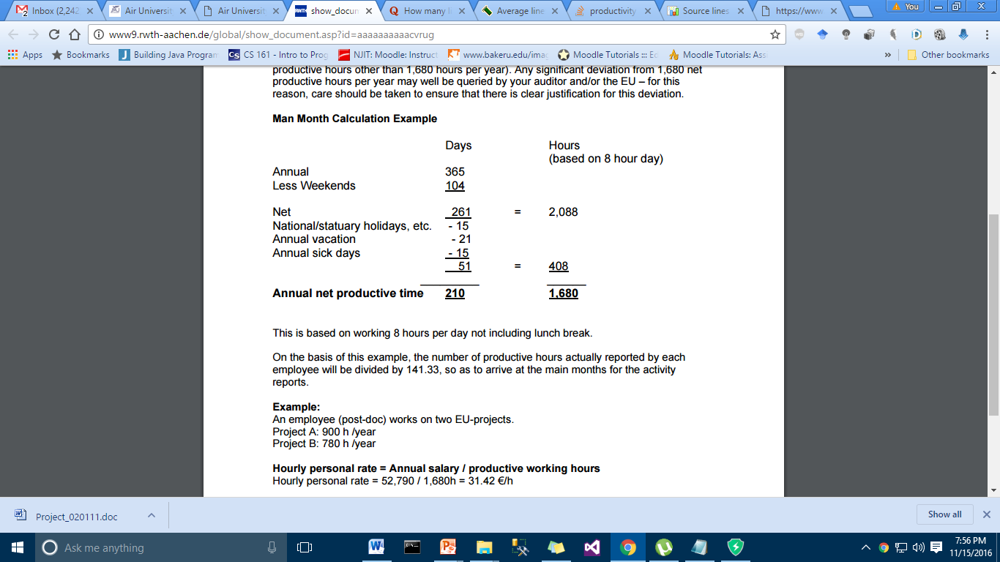 Inbox (2,242
Air Universit
Air Universit
show_docun
How many li
Average line
productivity
Source lines
https://www
You
www9.rwth-aachen.de/global/show_document.asp?id=aaaaaaaaaacvrug
Apps Bookmarks Building Java Program CS 161 - Intro to Prog NJIT: Moodle: Instruct www.bakeru.edu/ima Moodle Tutorials ::: Ec Moodle Tutorials: Ass » Other bookmarks
productive hours other than 1,680 hours per year). Any significant deviation from 1,680 net
productive hours per year may well be queried by your auditor and/or the EU – for this
reason, care should be taken to ensure that there is clear justification for this deviation.
Man Month Calculation Example
Days Hours
(based on 8 hour day)
Annual 365
Less Weekends 104
Net 261 = 2,088
National/statuary holidays, etc. - 15
Annual vacation - 21
Annual sick days - 15
51 = 408
Annual net productive time 210 1,680
This is based on working 8 hours per day not including lunch break.
On the basis of this example, the number of productive hours actually reported by each
employee will be divided by 141.33, so as to arrive at the main months for the activity
reports.
Example:
An employee (post-doc) works on two EU-projects.
Project A: 900 h /year
Project B: 780 h /year
Hourly personal rate = Annual salary / productive working hours
Hourly personal rate = 52,790 / 1,680h = 31.42 €/h
Project_020111.doc
Show all
Ask me anything
7:56 PM
11/15/2016